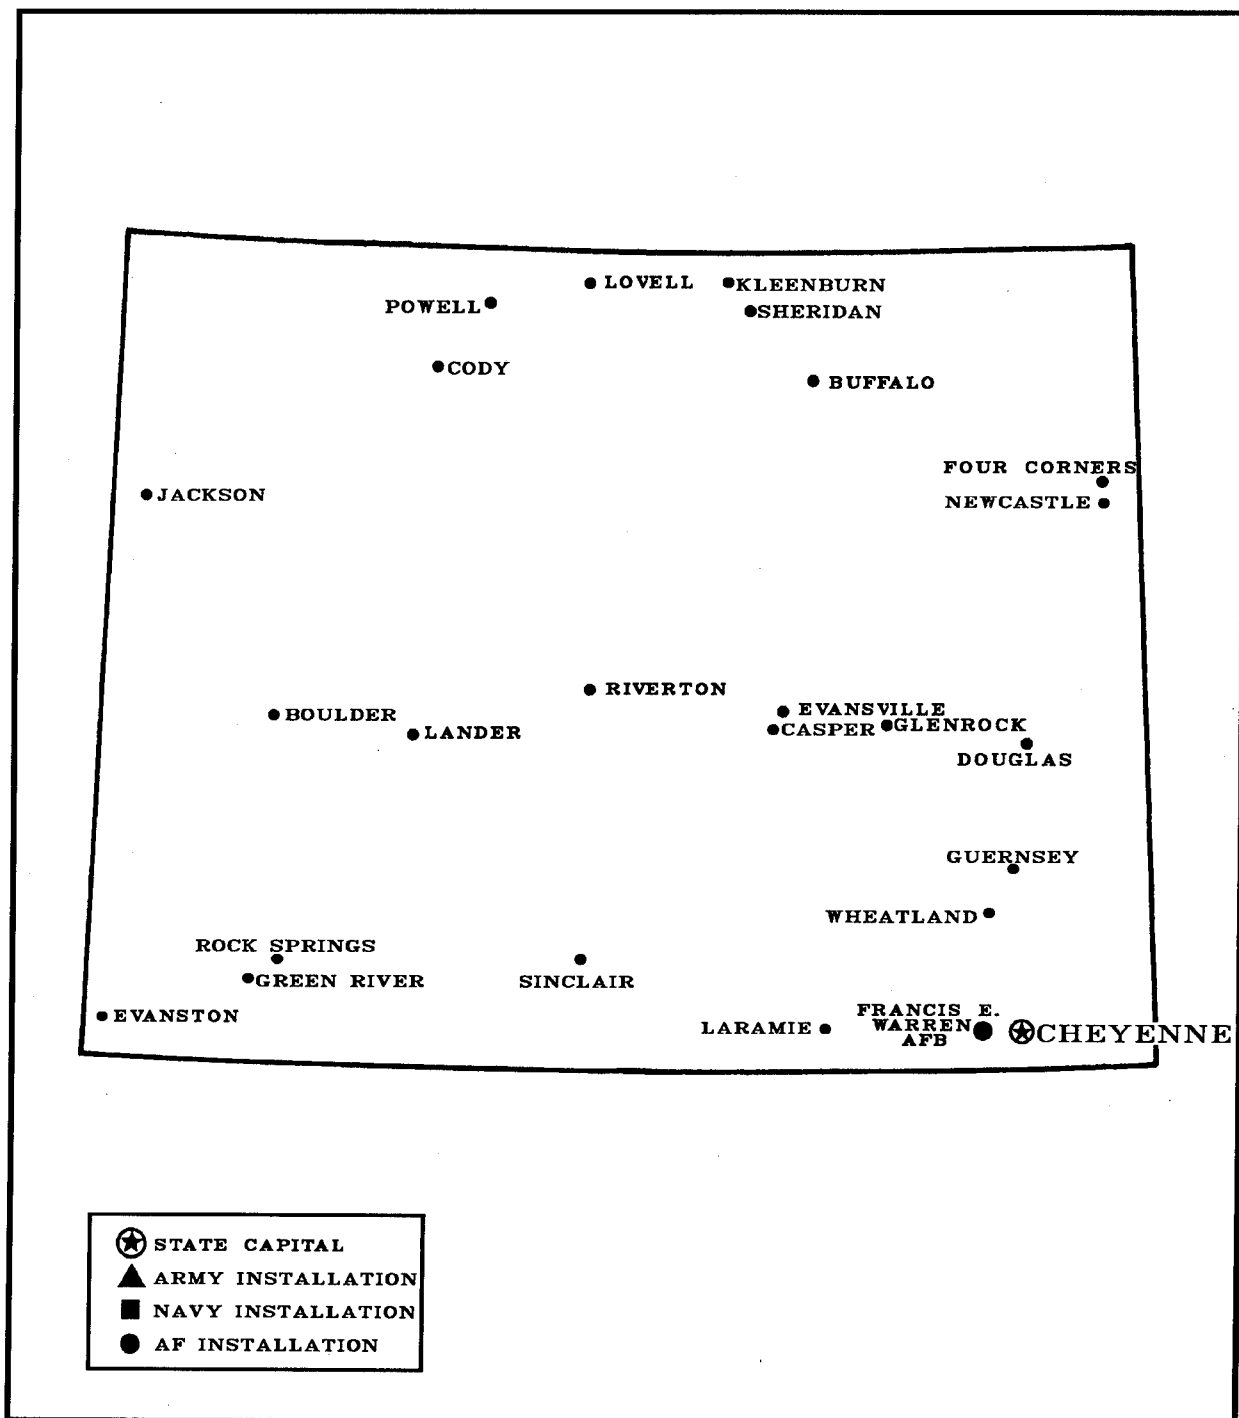 LOVELL
KLEENBURN
POWELL
SHERIDAN
CODY
BUFFALO
FOUR CORNERS
JACKSON
NEWCASTLE
RIVERTON
EVANSVILLE
BOULDER
LANDER
CASPER
GLENROCK
DOUGLAS
GUERNSEY
WHEATLAND
ROCK SPRINGS
GREEN RIVER
SINCLAIR
EVANSTON
LARAMIE
FRANCIS E.
WARREN
AFB
CHEYENNE
STATE CAPITAL
ARMY INSTALLATION
NAVY INSTALLATION
AF INSTALLATION